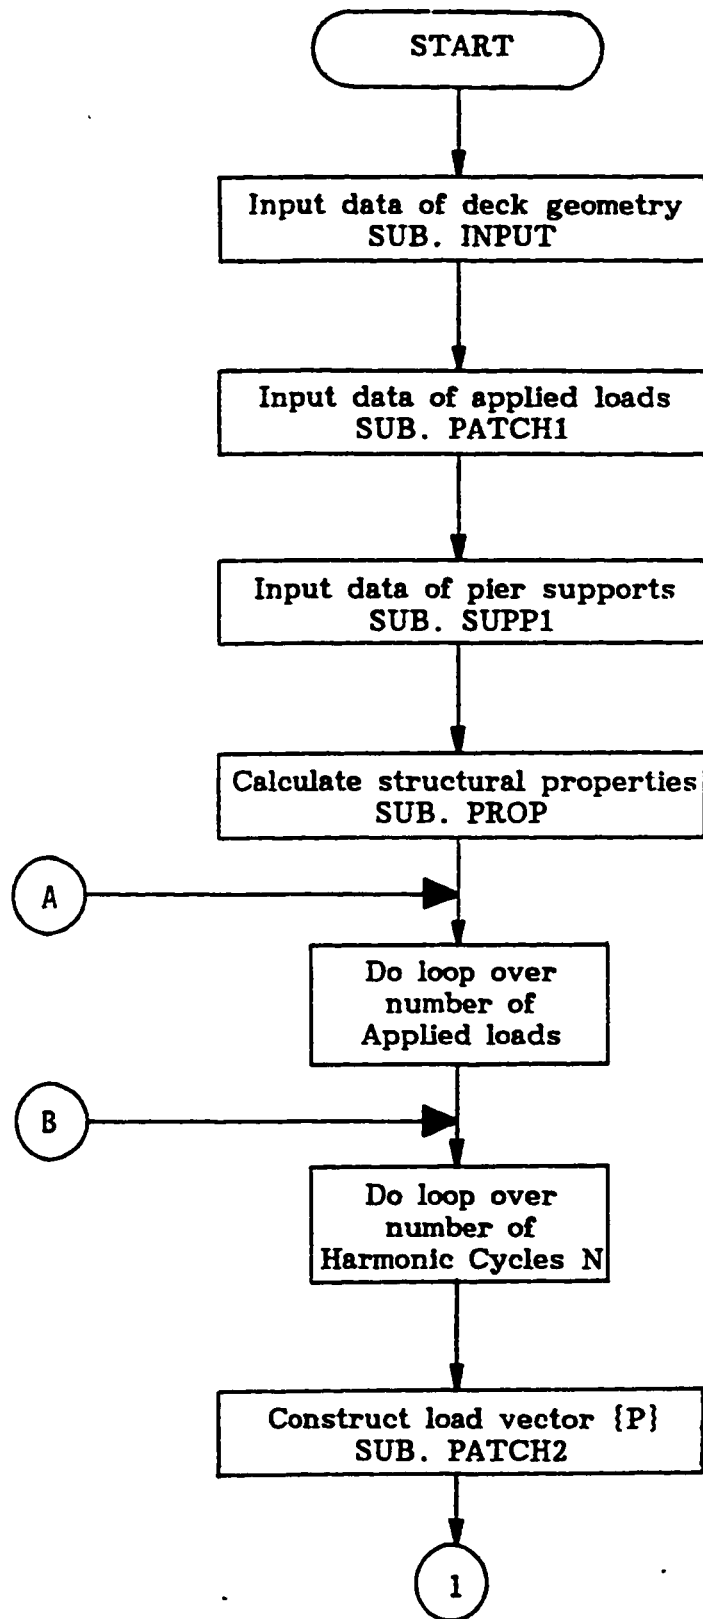 START
Input data of deck geometry
SUB. INPUT
Input data of applied loads
SUB. PATCH1
Input data of pier supports
SUB. SUPP1
Calculate structural properties
SUB. PROP
A
Do loop over
number of
Applied loads
B
Do loop over
number of
Harmonic Cycles N
Construct load vector {P}
SUB. PATCH2
1